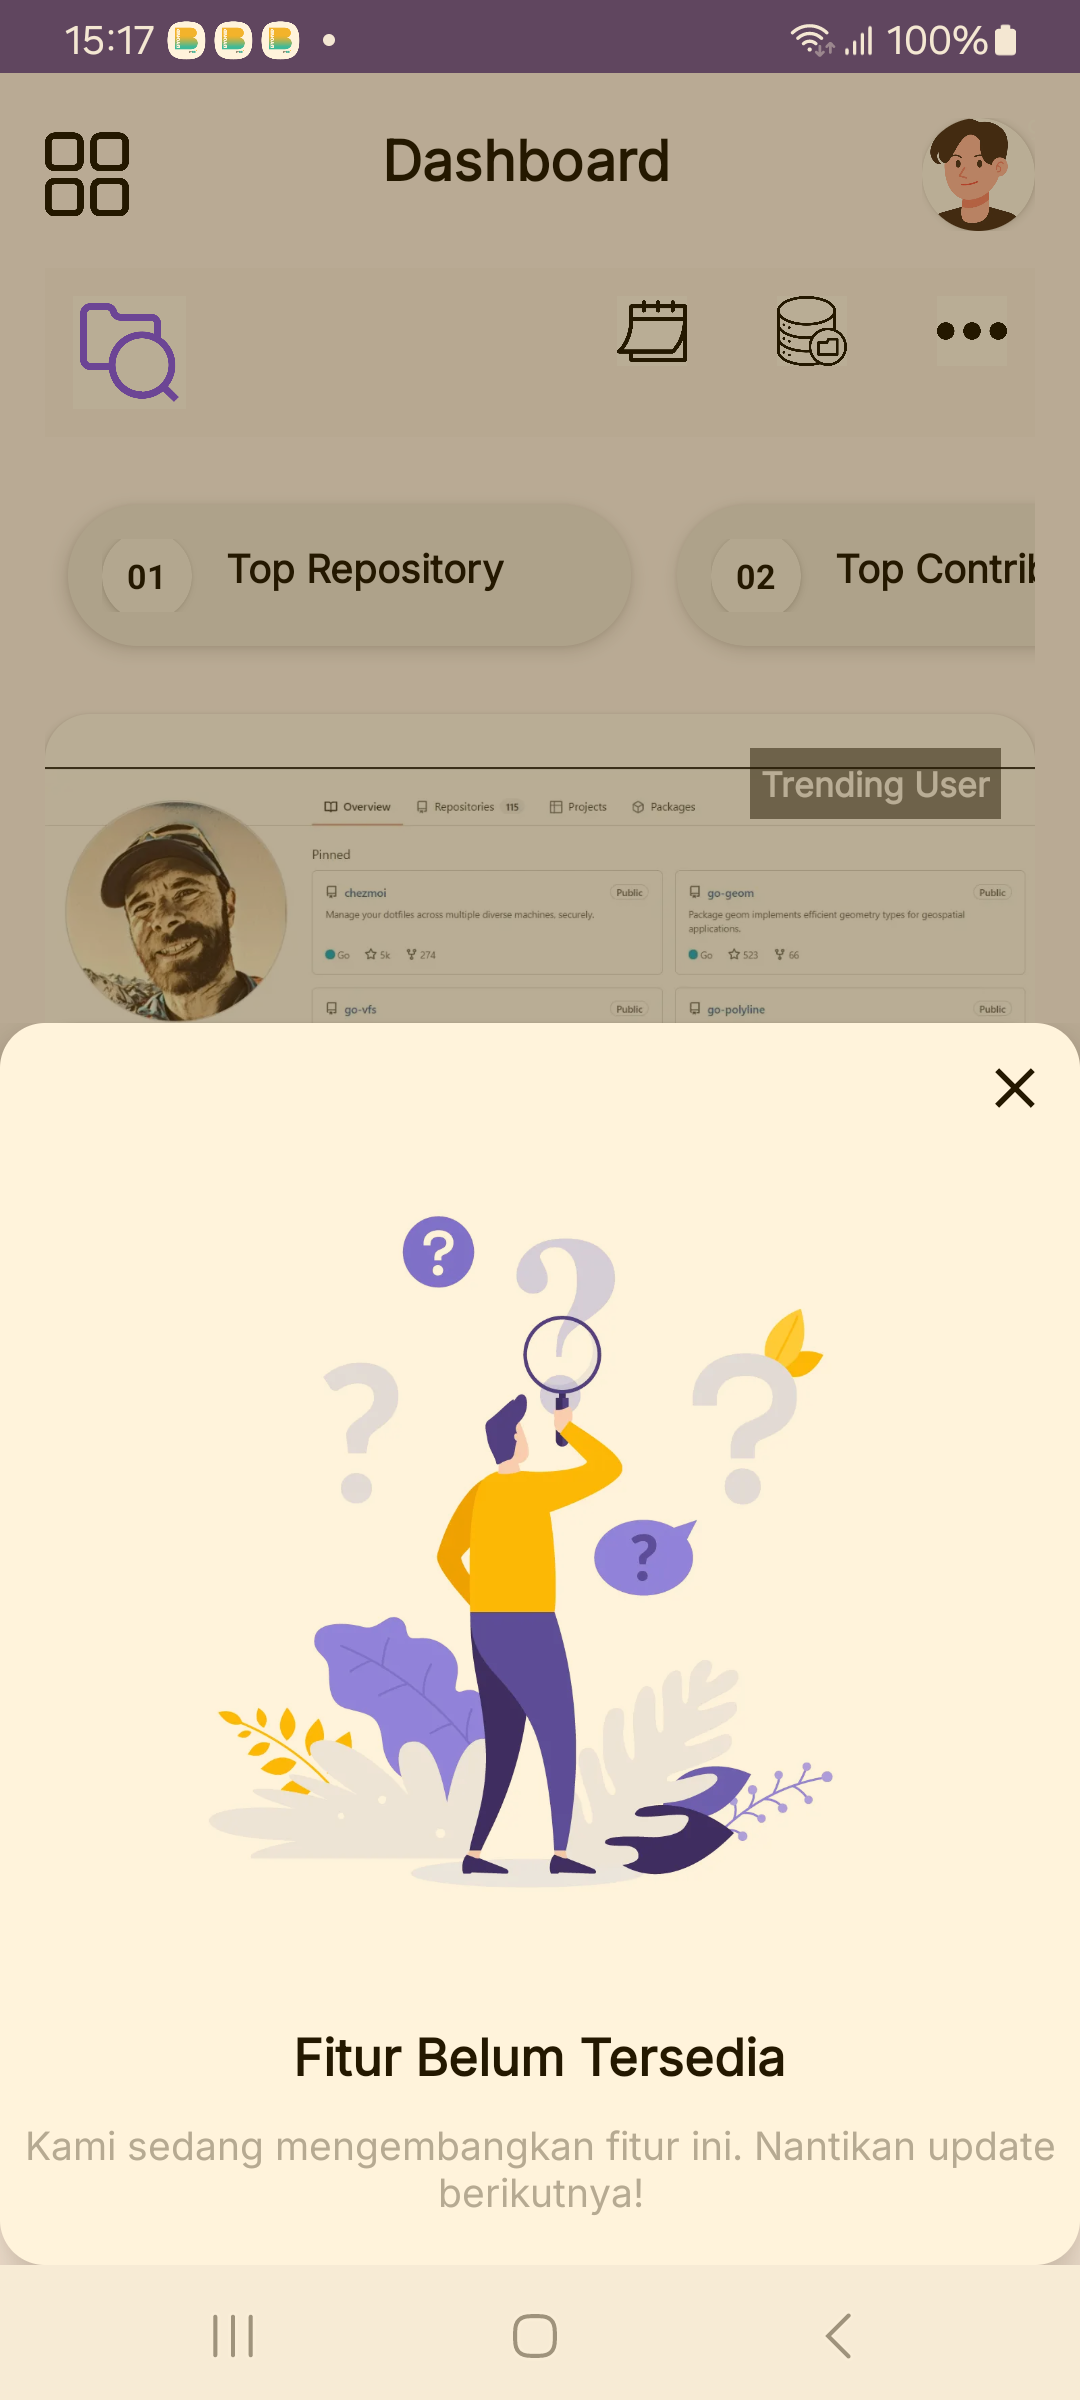 15:17
100%
Dashboard
01 Top Repository
02 Top Contrib
Trending User
Overview Repositories 115 Projects Packages
Pinned
chezmoi Public
Manage your dotfiles across multiple diverse machines, securely.
Go 5k 274
go-geom Public
Package geom implements efficient geometry types for geospatial
applications.
Go 523 66
go-vfs Public
go-polyline Public
?
?
?
?
?
Fitur Belum Tersedia
Kami sedang mengembangkan fitur ini. Nantikan update
berikutnya!